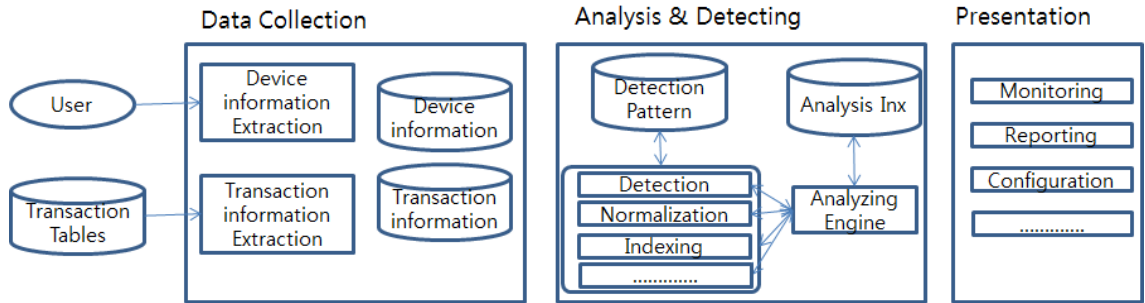 Data Collection
Analysis & Detecting
Presentation
User
Device
information
Extraction
Device
information
Transaction
Tables
Transaction
information
Extraction
Transaction
information
Detection
Pattern
Analysis Inx
Detection
Normalization
Indexing
.............
Analyzing
Engine
Monitoring
Reporting
Configuration
.............